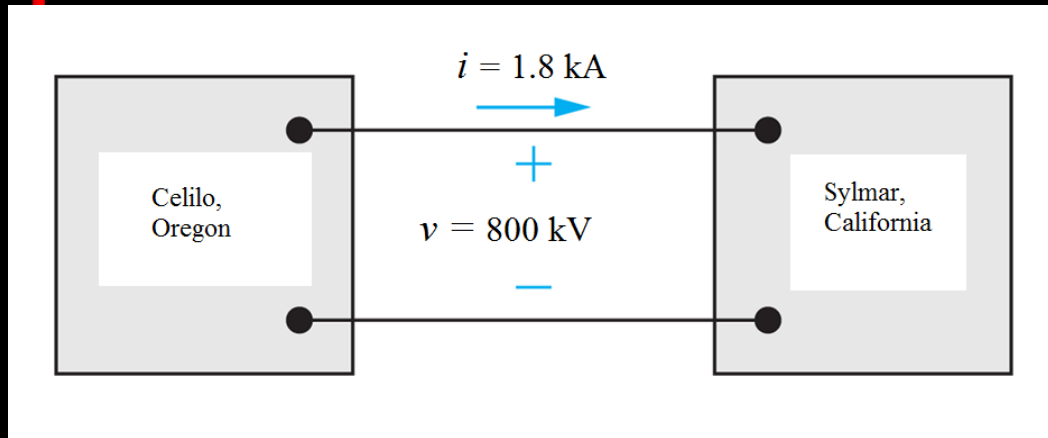 i = 1.8 kA
+
Celilo,
Oregon
v = 800 kV
Sylmar,
California
−